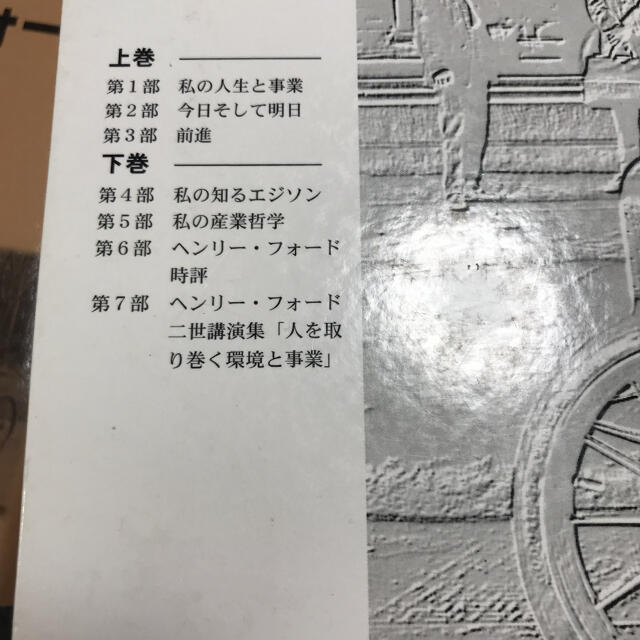 上巻
第1部 私の人生と事業
第2部 今日そして明日
第3部 前進
下巻
第4部 私の知るエジソン
第5部 私の産業哲学
第6部 ヘンリー・フォード
時評
第7部 ヘンリー・フォード
二世講演集「人を取
り巻く環境と事業」